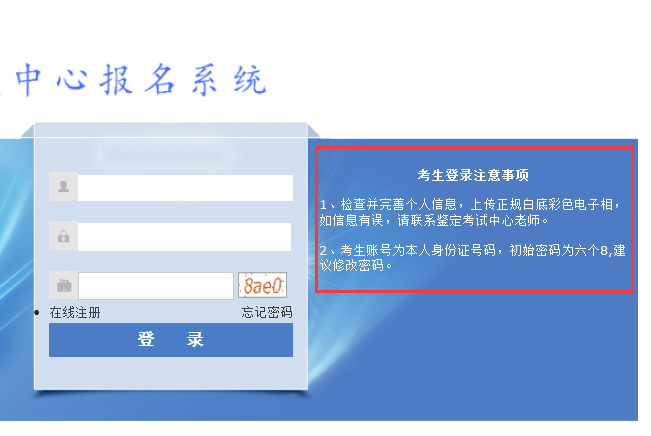 中心报名系统
8ae0
在线注册
忘记密码
登 录
考生登录注意事项
1、检查并完善个人信息，上传正规白底彩色电子相，
如信息有误，请联系鉴定考试中心老师。
2、考生账号为本人身份证号码，初始密码为六个8,建
议修改密码。